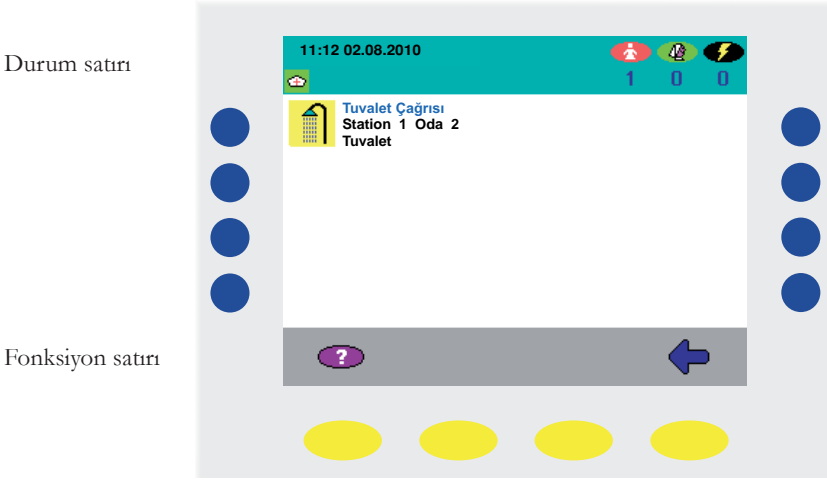 Durum satırı
11:12 02.08.2010
1 0 0
Tuvalet Çağrısı
Station 1 Oda 2
Tuvalet
?
Fonksiyon satırı